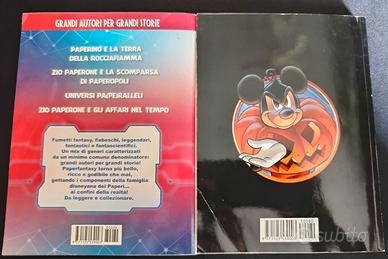 GRANDI AUTORI PER GRANDI STORIE
PAPERINO E LA TERRA
DELLA ROCCIAFIAMMA
ZIO PAPERONE E LA SCOMPARSA
DI PAPEROPOLI
UNIVERSI PA(PE)RALLELI
ZIO PAPERONE E GLI AFFARI NEL TEMPO
Fumetti fantasy, fiabeschi, leggendari,
fantastici e fantascientifici.
Un mix di generi caratterizzati
da un minimo comune denominatore:
grandi autori per grandi storie!
Paperfantasy torna più bello,
ricco e godibile che mai,
gettando i componenti della famiglia
disneyana dei Paperi...
ai confini della realtà!
Da leggere e collezionare.
subito